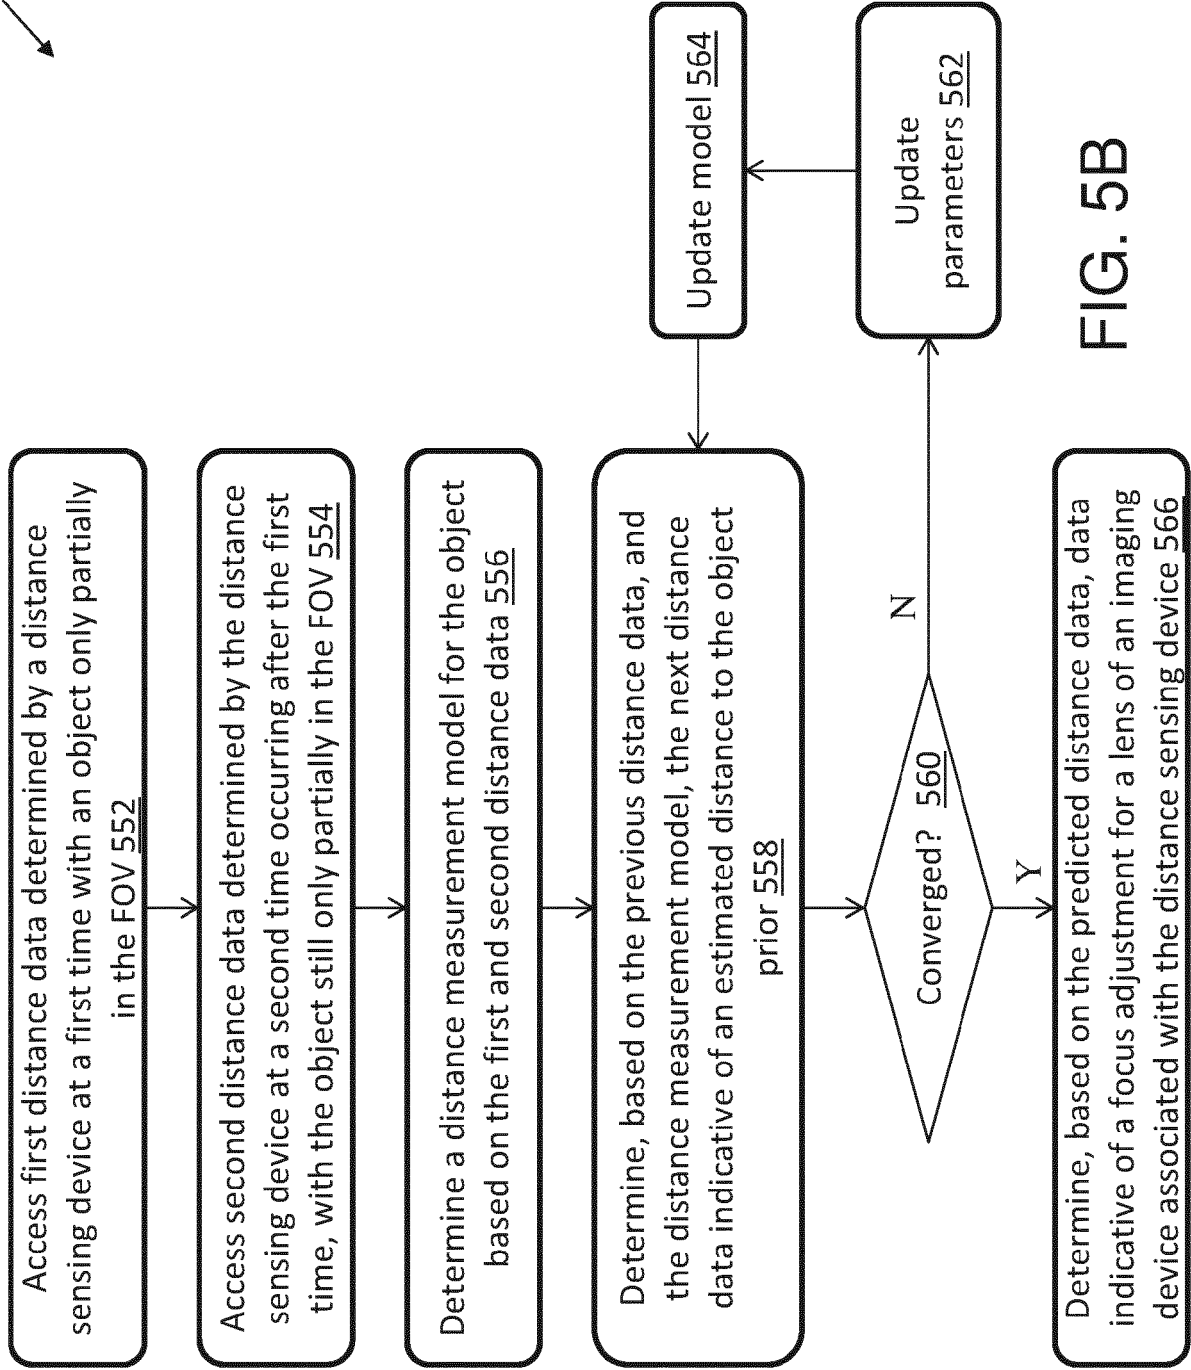 Access first distance data determined by a distance
sensing device at a first time with an object only partially
in the FOV 552
Access second distance data determined by the distance
sensing device at a second time occurring after the first
time, with the object still only partially in the FOV 554
Determine a distance measurement model for the object
based on the first and second distance data 556
Determine, based on the previous distance data, and
the distance measurement model, the next distance
data indicative of an estimated distance to the object
prior 558
Converged? 560
N
Update
parameters 562
Update model 564
Y
Determine, based on the predicted distance data, data
indicative of a focus adjustment for a lens of an imaging
device associated with the distance sensing device 566
FIG. 5B